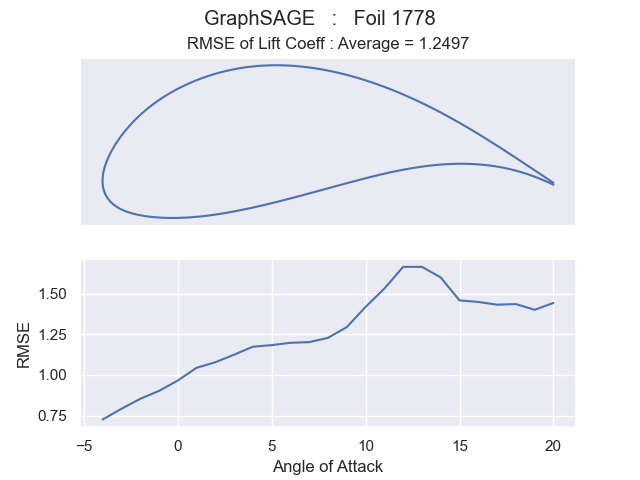 GraphSAGE   :   Foil 1778
RMSE of Lift Coeff : Average = 1.2497
1.50
1.25
1.00
0.75
RMSE
−5 0 5 10 15 20
Angle of Attack